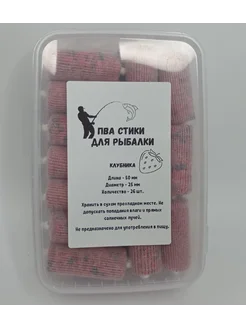 ПВА СТИКИ
ДЛЯ РЫБАЛКИ
КЛУБНИКА
Длина - 50 мм
Диаметр - 25 мм
Количество - 26 шт.
Хранить в сухом прохладном месте. Не
допускать попадания влаги и прямых
солнечных лучей.
Не предназначено для употребления в пищу.